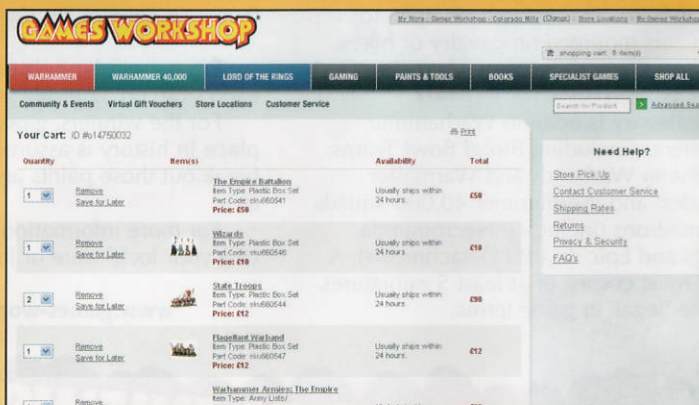 GAMES WORKSHOP
My Store - Games Workshop - Colorado Mills (Change) | Store Locations | My Games Workshop
shopping cart: 0 item(s)
WARHAMMER WARHAMMER 40,000 LORD OF THE RINGS GAMING PAINTS & TOOLS BOOKS SPECIALIST GAMES SHOP ALL
Community & Events Virtual Gift Vouchers Store Locations Customer Service
Search for Product Advanced Sea
Your Cart: ID #o14750032
Print
Need Help?
Store Pick Up
Contact Customer Service
Shipping Rates
Returns
Privacy & Security
FAQ's
Quantity Item(s) Availability Total
1 Remove
Save for Later
The Empire Battalion
Item Type: Plastic Box Set
Part Code: sku660541
Price: £50
Usually ships within
24 hours.
£50
1 Remove
Save for Later
Wizards
Item Type: Plastic Box Set
Part Code: sku660546
Price: £10
Usually ships within
24 hours.
£10
2 Remove
Save for Later
State Troops
Item Type: Plastic Box Set
Part Code: sku660544
Price: £12
Usually ships within
24 hours.
1 Remove
Save for Later
Flagellant Warband
Item Type: Plastic Box Set
Part Code: sku660547
Price: £12
Usually ships within
24 hours.
£12
1 Remove
Warhammer Armies: The Empire
Item Type: Army Lists/